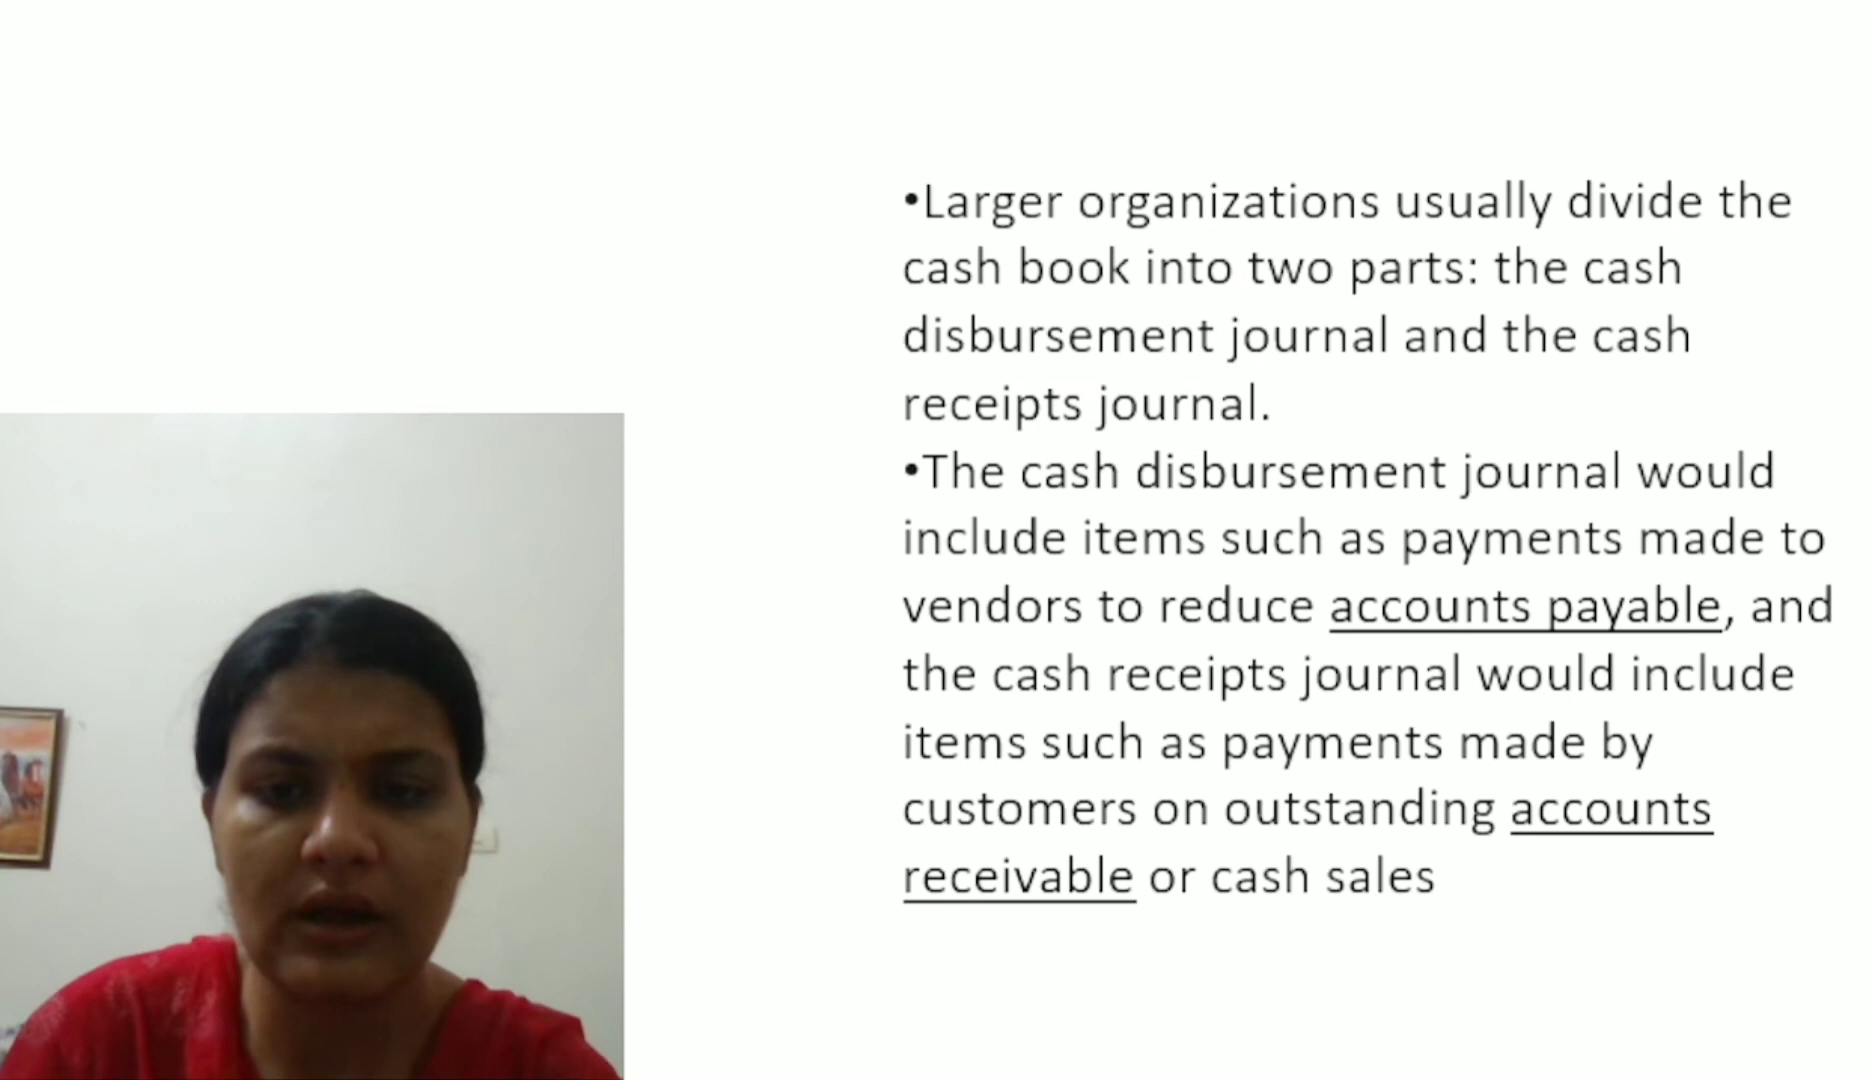 •Larger organizations usually divide the
cash book into two parts: the cash
disbursement journal and the cash
receipts journal.
•The cash disbursement journal would
include items such as payments made to
vendors to reduce accounts payable, and
the cash receipts journal would include
items such as payments made by
customers on outstanding accounts
receivable or cash sales